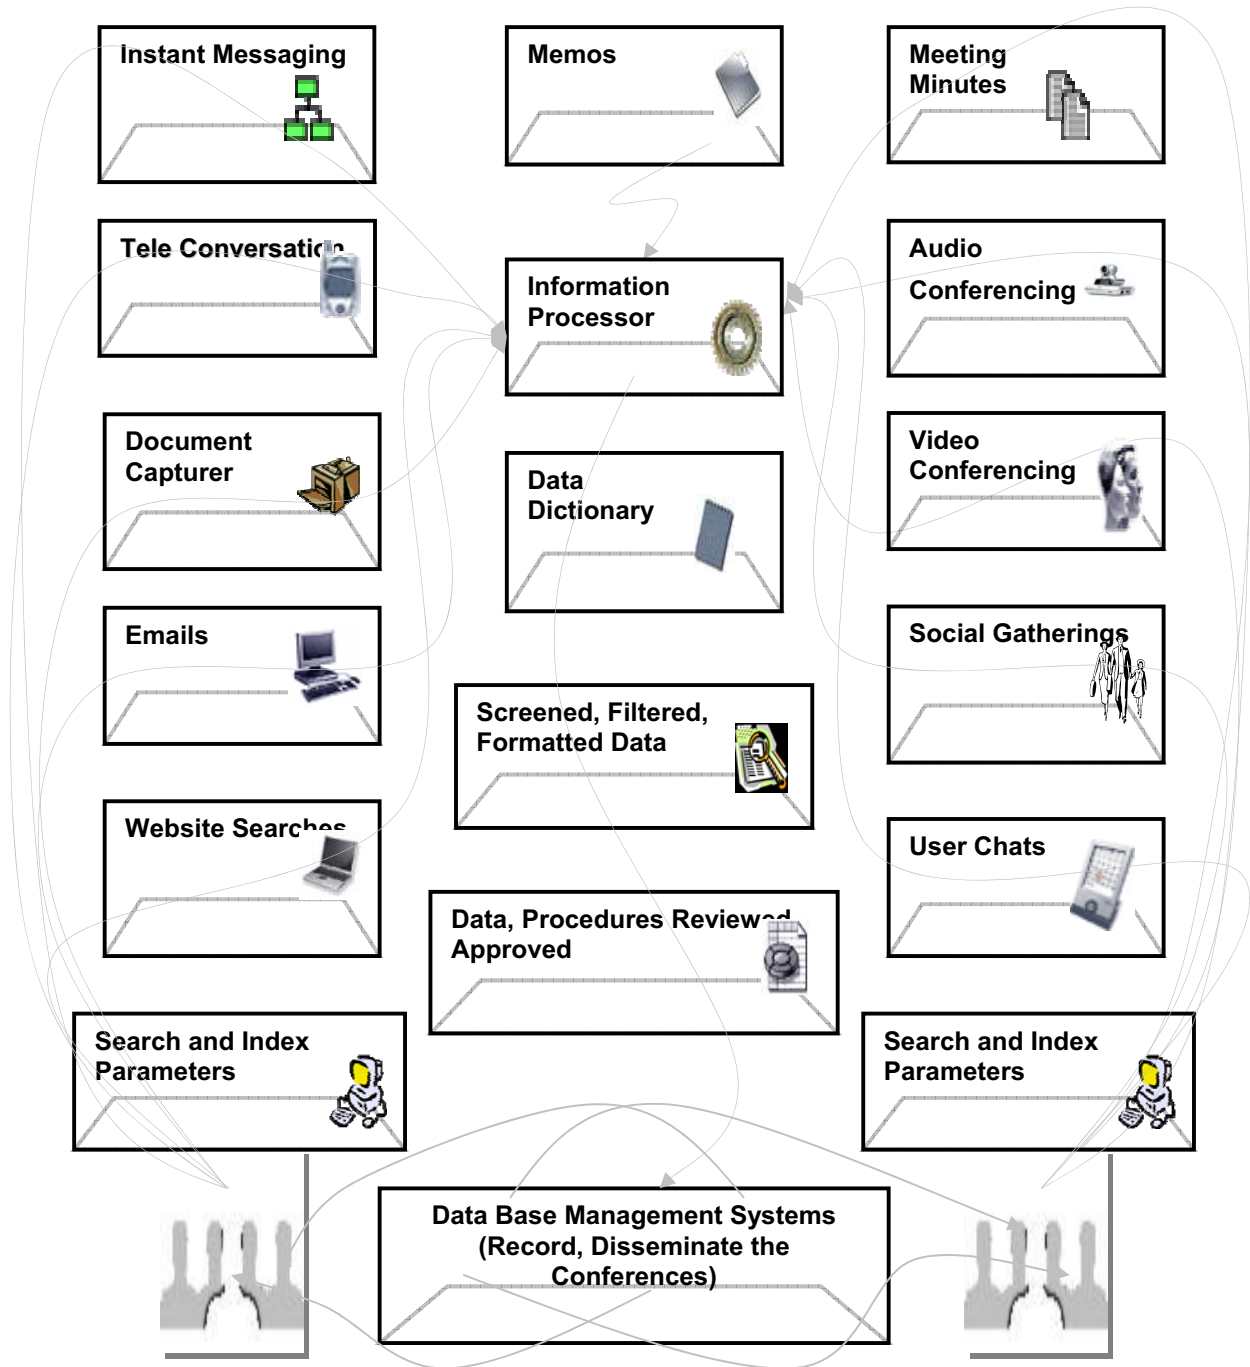 Instant Messaging
Memos
Meeting
Minutes
Tele Conversation
Information
Processor
Audio
Conferencing
Document
Capturer
Data
Dictionary
Video
Conferencing
Emails
Screened, Filtered,
Formatted Data
Social Gatherings
Website Searches
Data, Procedures Reviewed
Approved
User Chats
Search and Index
Parameters
Search and Index
Parameters
Data Base Management Systems
(Record, Disseminate the
Conferences)